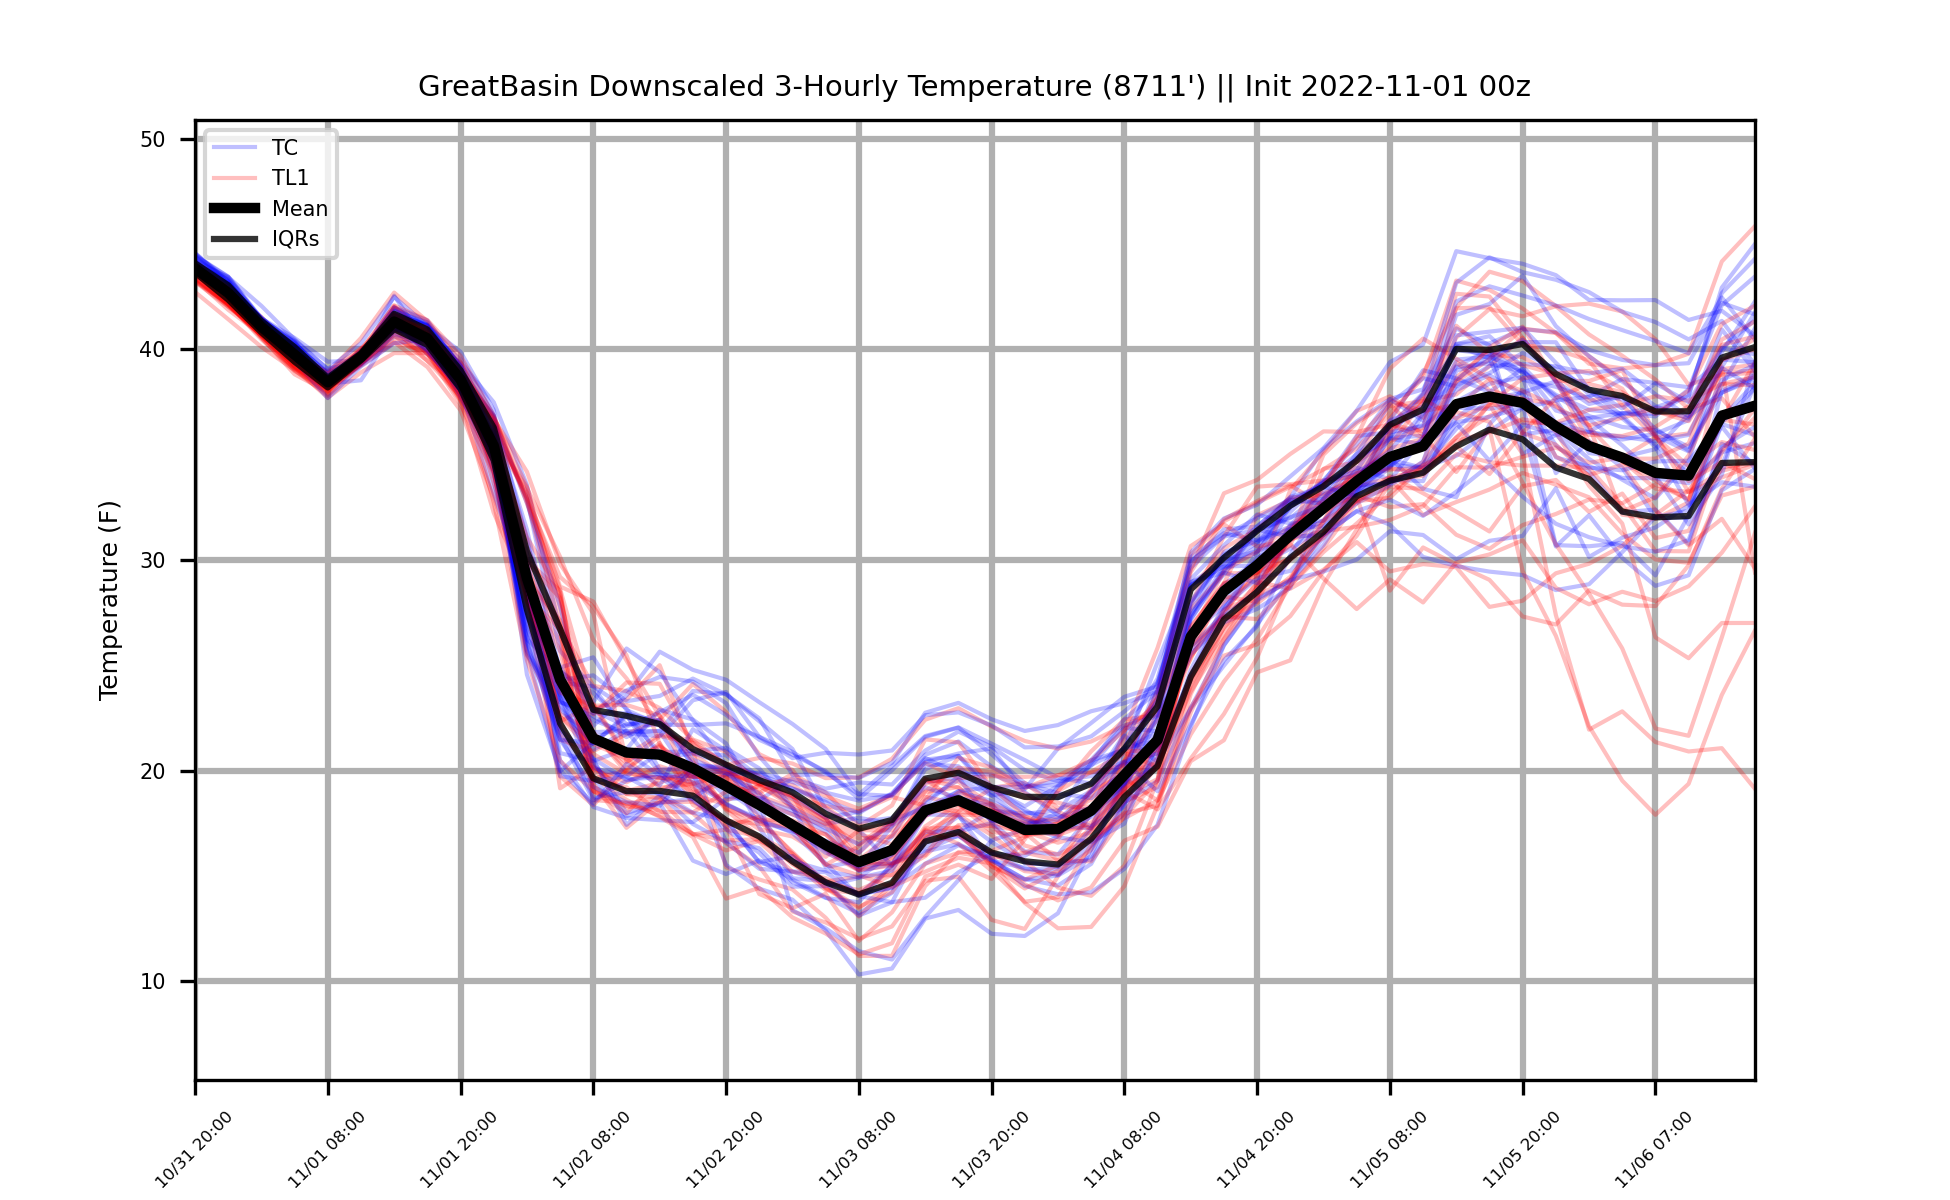 GreatBasin Downscaled 3-Hourly Temperature (8711') || Init 2022-11-01 00z
TC
TL1
Mean
IQRs
Temperature (F)
50
40
30
20
10
10/31 20:00
11/01 08:00
11/01 20:00
11/02 08:00
11/02 20:00
11/03 08:00
11/03 20:00
11/04 08:00
11/04 20:00
11/05 08:00
11/05 20:00
11/06 07:00